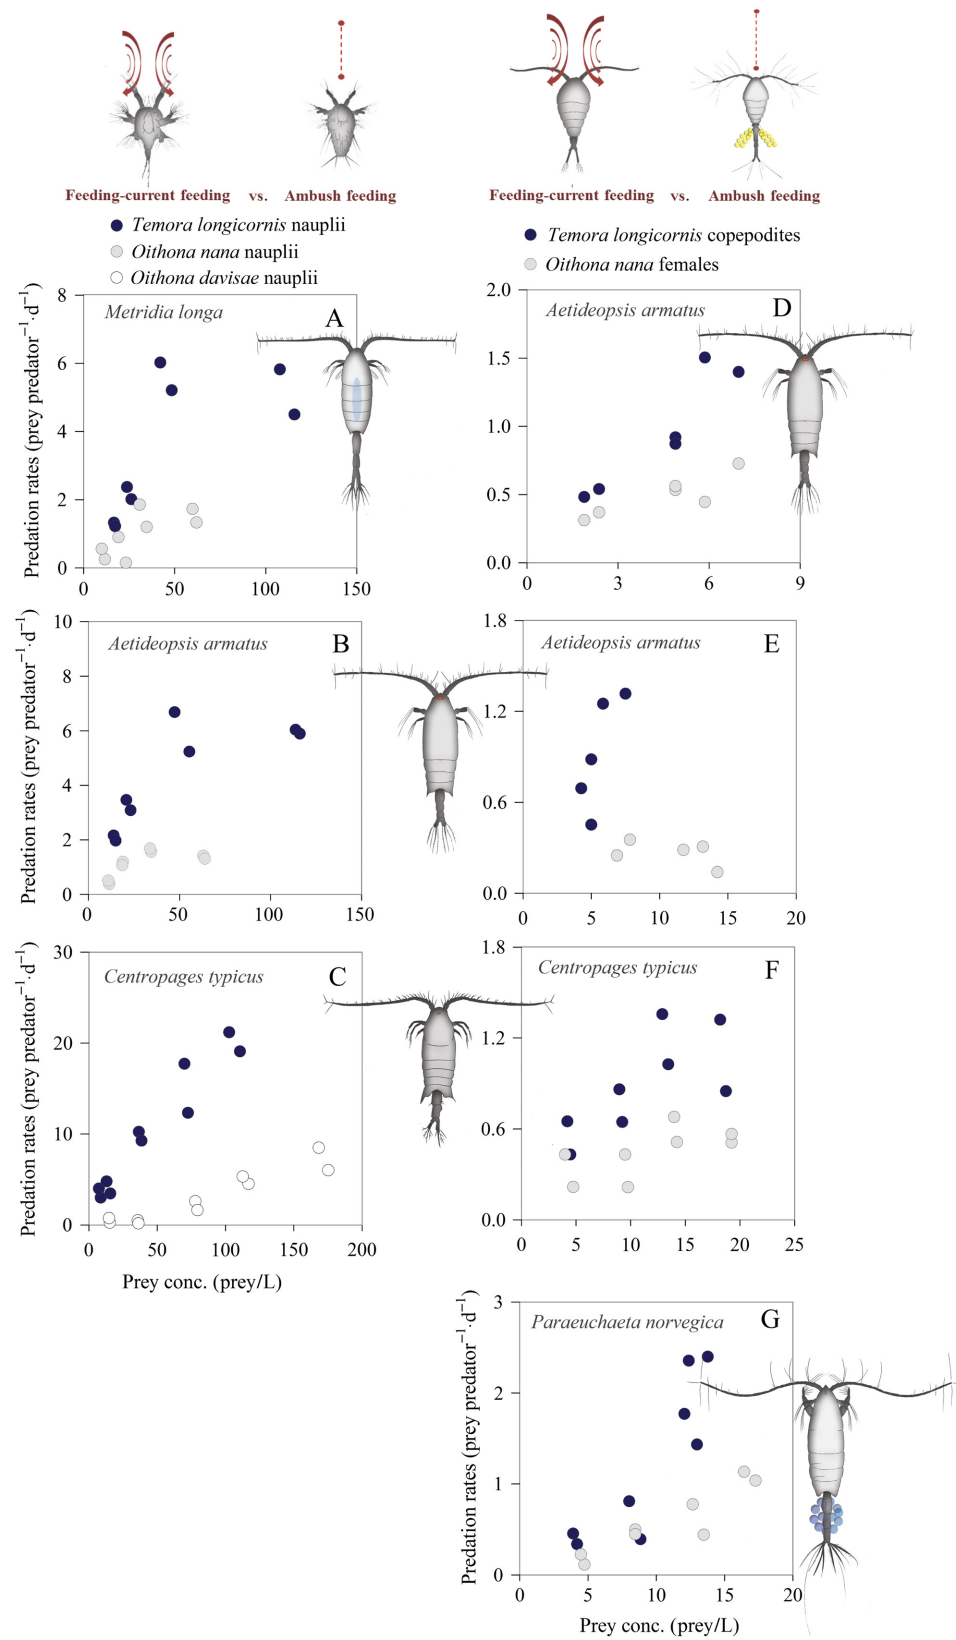 Feeding-current feeding vs. Ambush feeding
Feeding-current feeding vs. Ambush feeding
Temora longicornis nauplii
Oithona nana nauplii
Oithona davisae nauplii
Temora longicornis copepodites
Oithona nana females
Metridia longa
A
8
6
4
2
0
0 50 100 150
Predation rates (prey predator⁻¹·d⁻¹)
Aetideopsis armatus
D
2.0
1.5
1.0
0.5
0.0
0 3 6 9
Aetideopsis armatus
B
10
8
6
4
2
0
0 50 100 150
Predation rates (prey predator⁻¹·d⁻¹)
Aetideopsis armatus
E
1.8
1.2
0.6
0.0
0 5 10 15 20
Centropages typicus
C
30
20
10
0
0 50 100 150 200
Predation rates (prey predator⁻¹·d⁻¹)
Prey conc. (prey/L)
Centropages typicus
F
1.8
1.2
0.6
0.0
0 5 10 15 20 25
Paraeuchaeta norvegica
G
3
2
1
0
0 5 10 15 20
Predation rates (prey predator⁻¹·d⁻¹)
Prey conc. (prey/L)